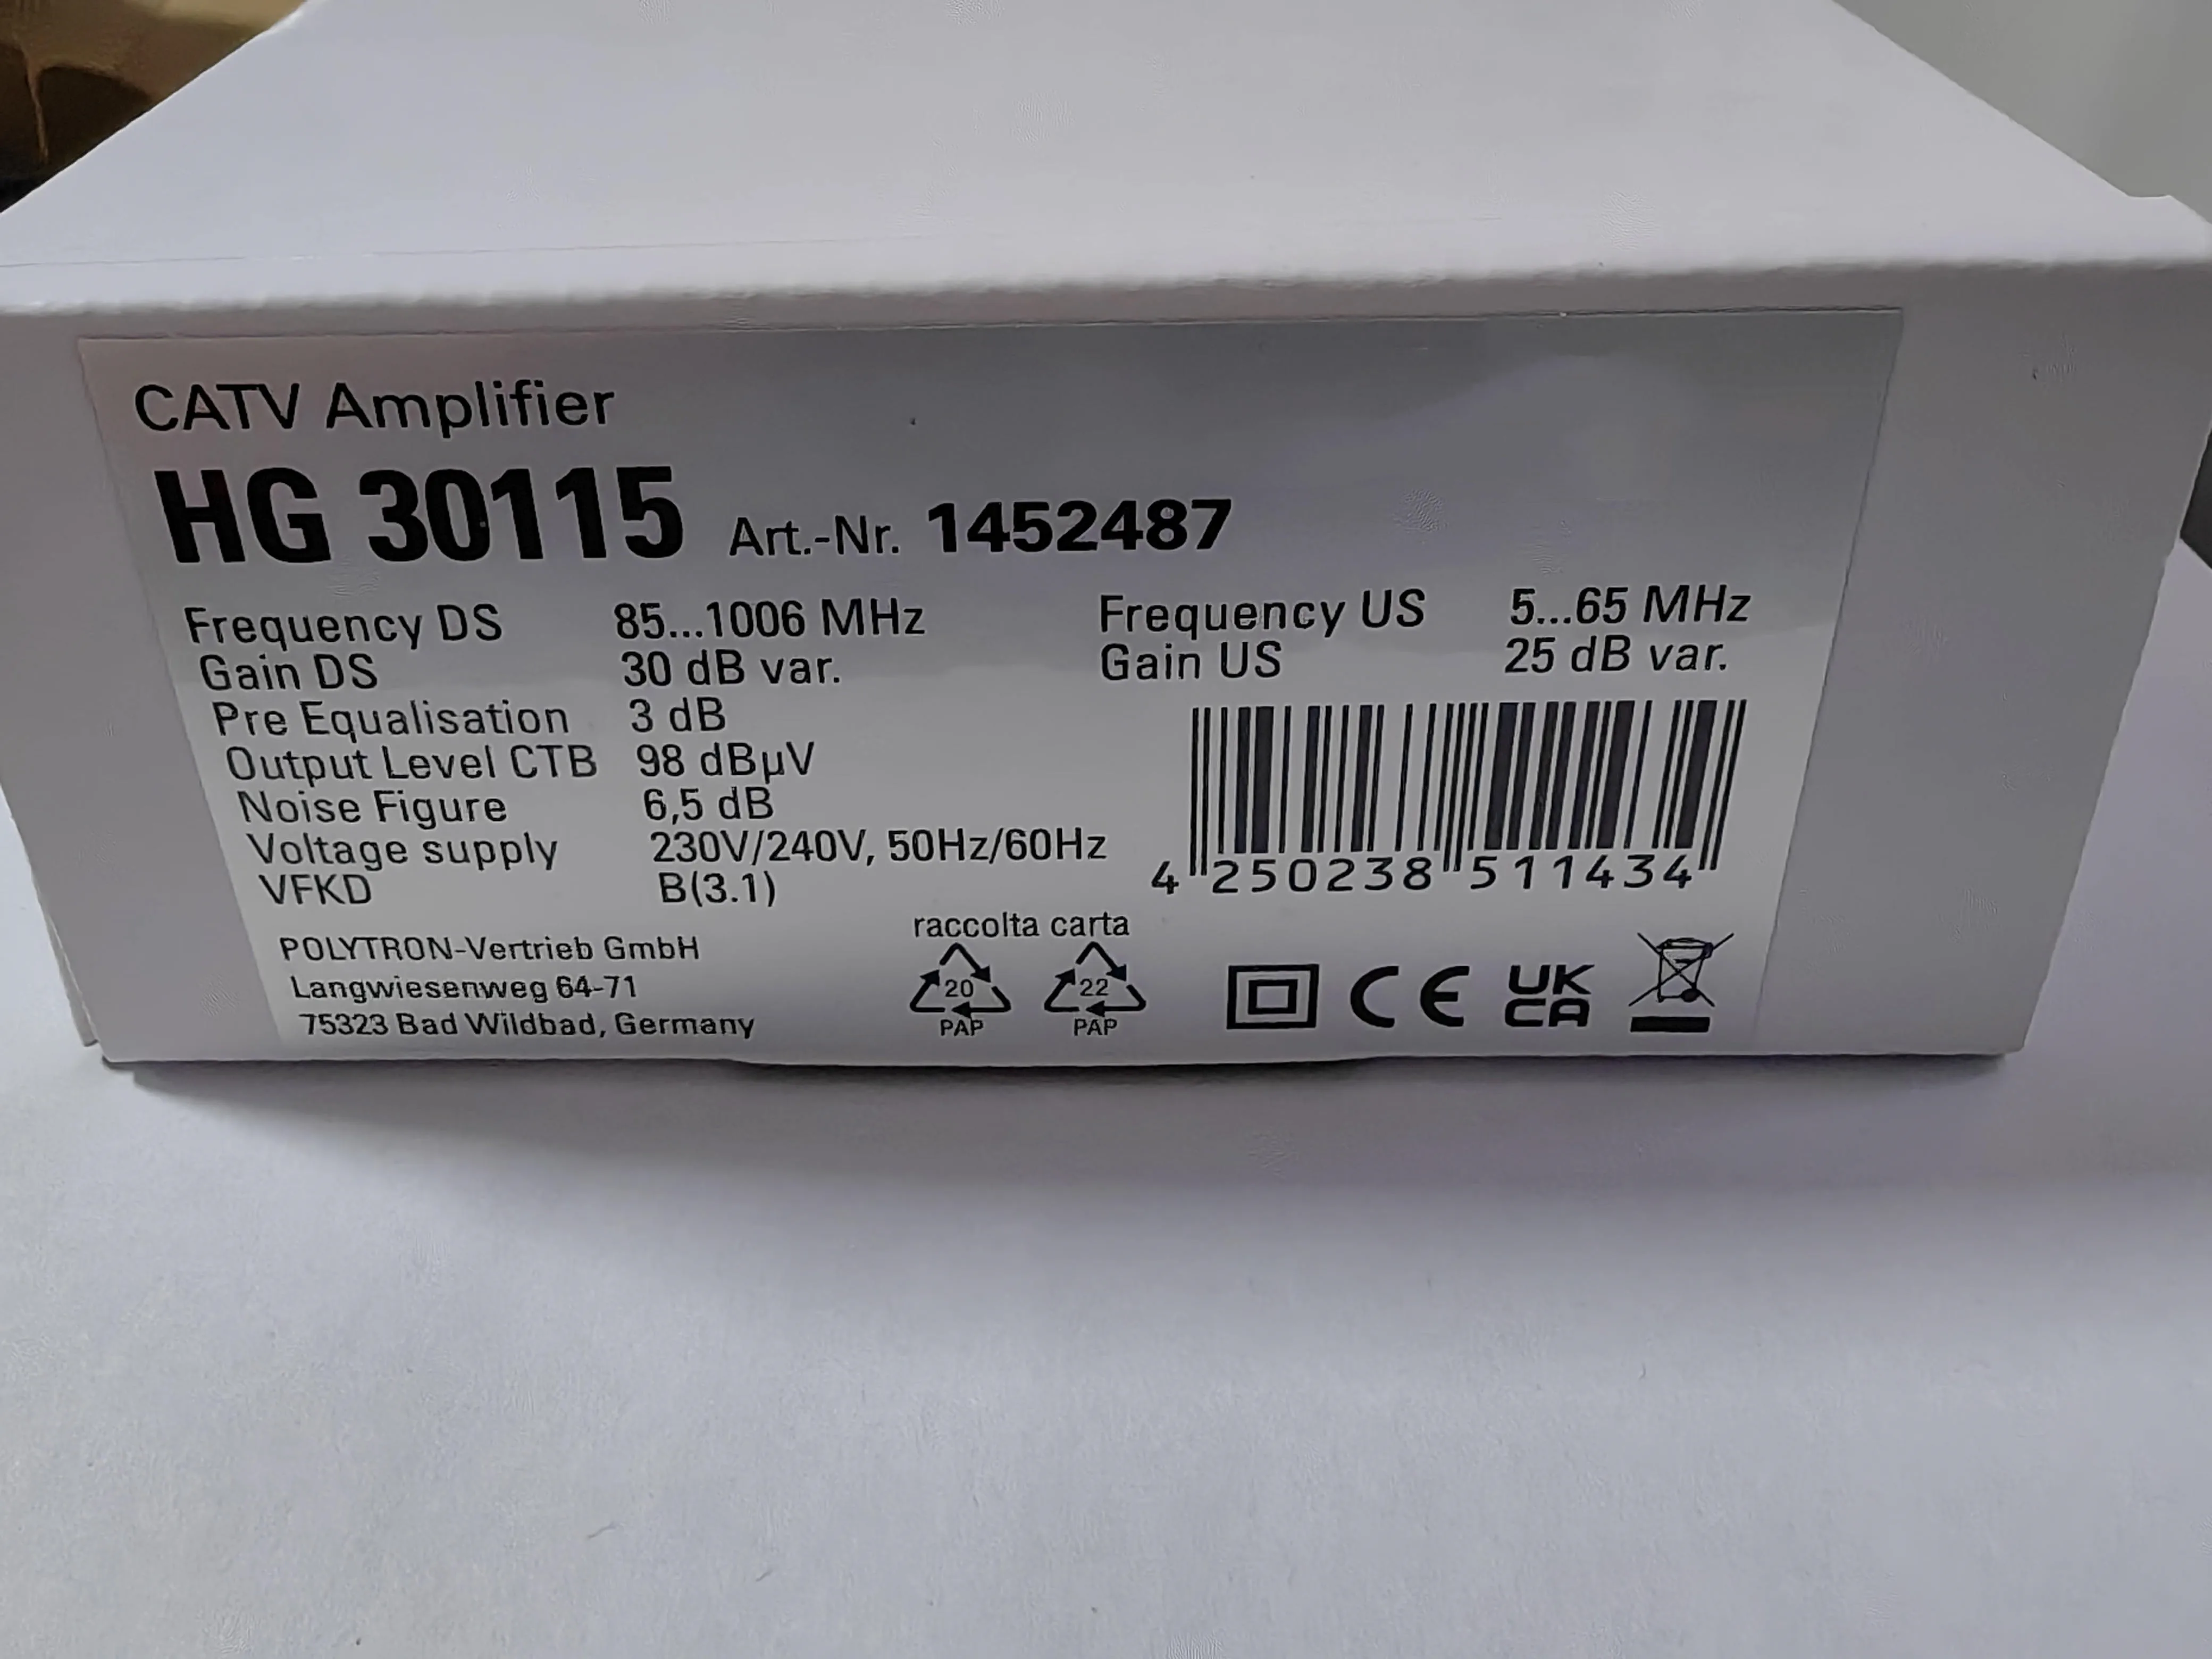 CATV Amplifier
HG 30115 Art.-Nr. 1452487
Frequency DS 85...1006 MHz
Gain DS 30 dB var.
Pre Equalisation 3 dB
Output Level CTB 98 dBµV
Noise Figure 6,5 dB
Voltage supply 230V/240V, 50Hz/60Hz
VFKD B(3.1)
Frequency US 5...65 MHz
Gain US 25 dB var.
4 250238 511434
POLYTRON-Vertrieb GmbH
Langwiesenweg 64-71
75323 Bad Wildbad, Germany
raccolta carta
20 22
PAP PAP
CE
UK
CA